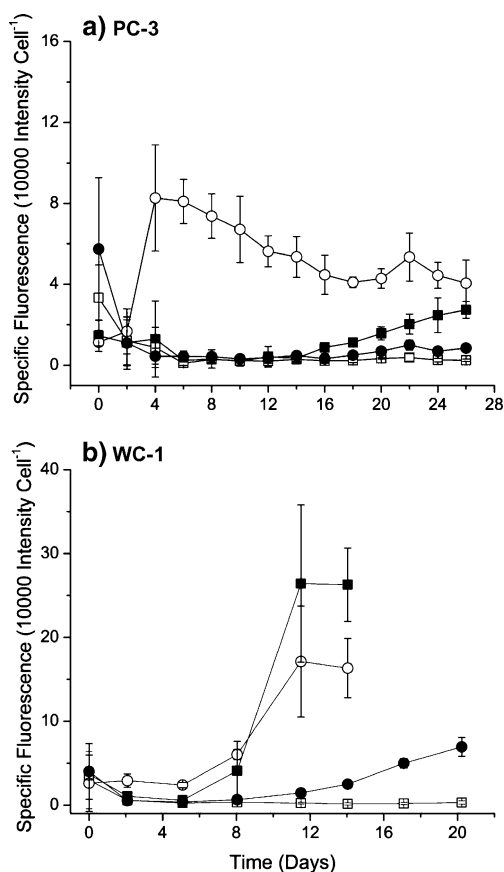 a) PC-3
Specific Fluorescence (10000 Intensity Cell⁻¹)
16
12
8
4
0
0 4 8 12 16 20 24 28
b) WC-1
Specific Fluorescence (10000 Intensity Cell⁻¹)
40
30
20
10
0
0 4 8 12 16 20
Time (Days)